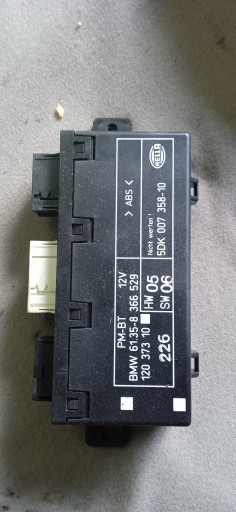 HELLA
> ABS <
Nicht werfen !
5DK 007 358-10
PM-BT 12V
BMW 61.35-8 366 529
120 373 10
HW 05
SW 06
226